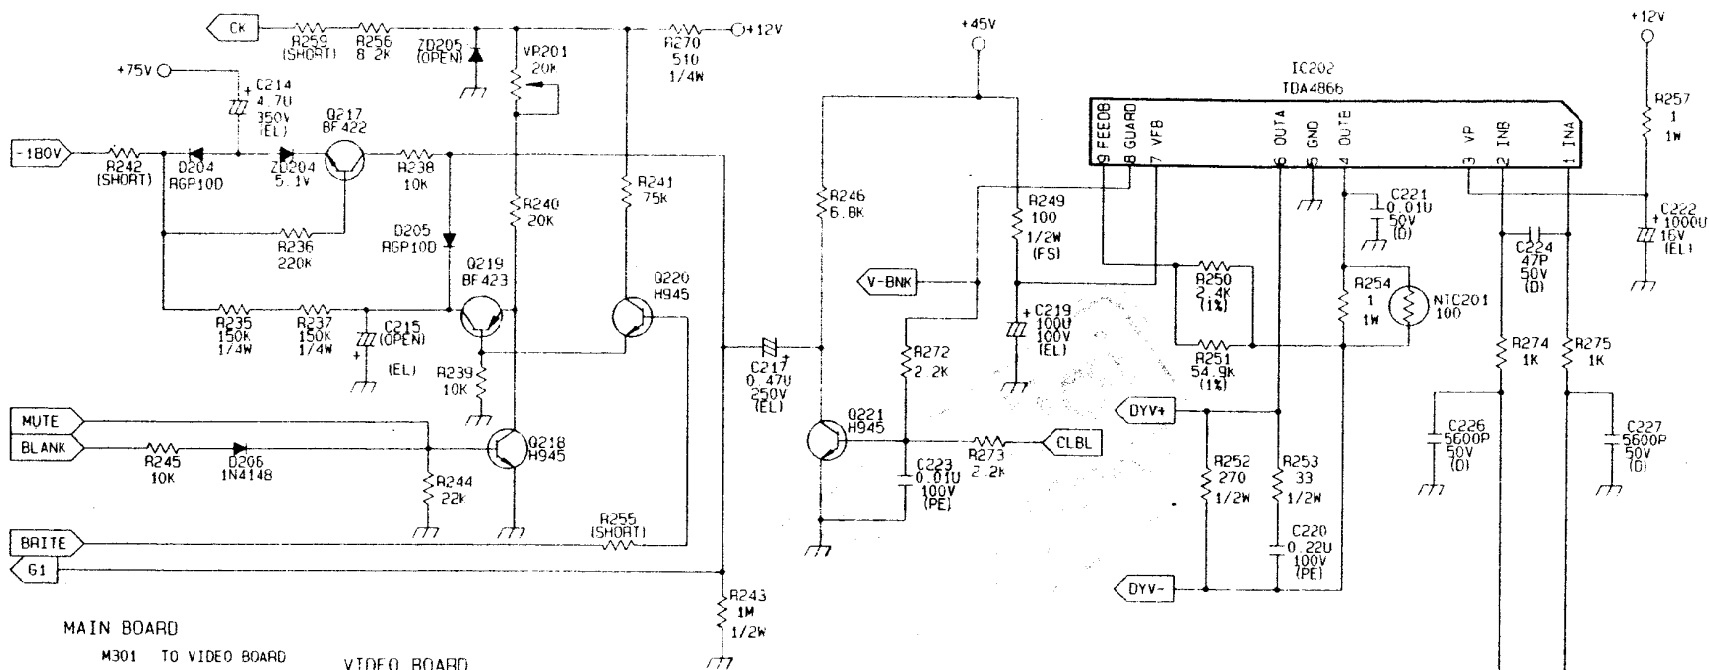 CK
R259
(SHORT)
R256
8.2K
ZD205
(OPEN)
VR201
20K
R270
510
1/4W
+12V
+75V
C214
4.7U
350V
(EL)
Q217
BF422
-180V
R242
(SHORT)
D204
RGP10D
ZD204
5.1V
R238
10K
R236
220K
D205
RGP10D
R240
20K
R241
75K
Q219
BF423
Q220
H945
R235
150K
1/4W
R237
150K
1/4W
C215
(OPEN)
(EL)
R239
10K
MUTE
BLANK
R245
10K
D206
1N4148
R244
22K
Q218
H945
BRITE
R255
(SHORT)
G1
R243
1M
1/2W
C217
0.47U
250V
(EL)
+45V
R246
6.8K
R249
100
1/2W
(FS)
V-BNK
R272
2.2K
C219
100U
100V
(EL)
Q221
H945
C223
0.01U
100V
(PE)
R273
2.2K
CLBL
IC202
TDA4866
9 FEEDB
8 GUARD
7 VFB
6 OUTA
5 GND
4 OUTB
3 VP
2 INB
1 INA
+12V
R257
1
1W
C221
0.01U
50V
(D)
C222
1000U
16V
(EL)
C224
47P
50V
(D)
R250
2.4K
(1%)
R251
54.9K
(1%)
R254
1
1W
NTC201
10D
R274
1K
R275
1K
DYV+
DYV-
R252
270
1/2W
R253
33
1/2W
C220
0.22U
100V
(PE)
C226
5600P
50V
(D)
C227
5600P
50V
(D)
MAIN BOARD
M301 TO VIDEO BOARD
VIDEO BOARD